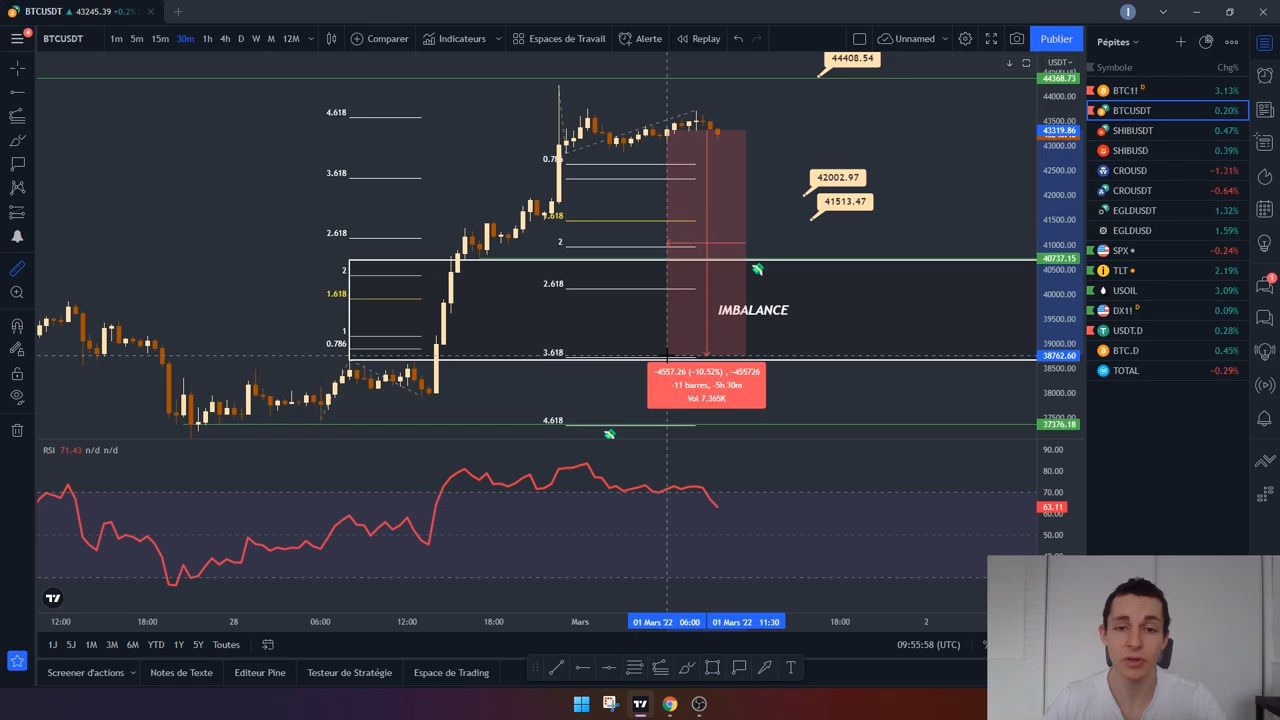 BTCUSDT ▲ 43245.39 +0.2%
I
4
BTCUSDT
1m 5m 15m 30m 1h 4h D W M 12M
Comparer
Indicateurs
Espaces de Travail
Alerte
Replay
Unnamed
Publier
Pépites
Symbole
Chg%
BTC1! D 3.13%
BTCUSDT 0.20%
SHIBUSDT 0.47%
SHIBUSD 0.39%
CROUSD −1.31%
CROUSDT −0.64%
EGLDUSDT 1.32%
EGLDUSD 1.59%
SPX −0.24%
TLT 2.19%
USOIL 3.09%
DX1! D 0.09%
USDT.D 0.28%
BTC.D 0.45%
TOTAL −0.29%
1
USDT
44368.73
44000.00
43500.00
43319.86
43000.00
42500.00
42000.00
41500.00
41000.00
40737.15
40500.00
40000.00
39500.00
39000.00
38762.60
38500.00
38000.00
37500.00
37376.18
44408.54
42002.97
41513.47
4.618
3.618
2.618
2
1.618
1
0.786
0.786
1.618
2
2.618
3.618
4.618
IMBALANCE
-4557.26 (−10.52%) , −455726
-11 barres, -5h 30m
Vol 7.365K
RSI 71.43 n/d n/d
90.00
80.00
70.00
63.11
60.00
50.00
30.00
12:00 18:00 28 06:00 12:00 18:00 Mars 01 Mars '22 06:00 01 Mars '22 11:30 18:00 2
1J 5J 1M 3M 6M YTD 1Y 5Y Toutes
09:55:58 (UTC)
%
Screener d'actions
Notes de Texte
Editeur Pine
Testeur de Stratégie
Espace de Trading